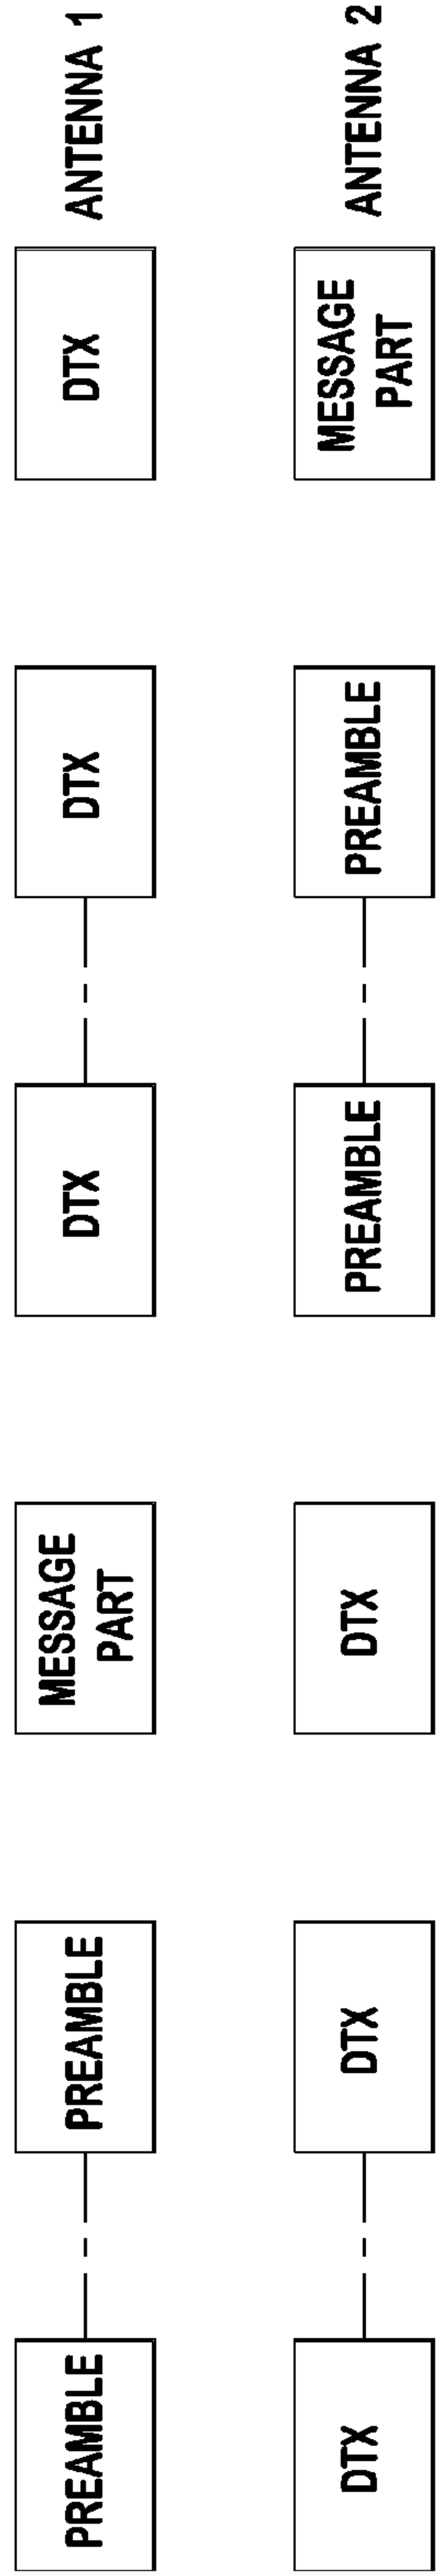 PREAMBLE
PREAMBLE
MESSAGE
PART
DTX
DTX
DTX
ANTENNA 1
DTX
DTX
DTX
PREAMBLE
PREAMBLE
MESSAGE
PART
ANTENNA 2